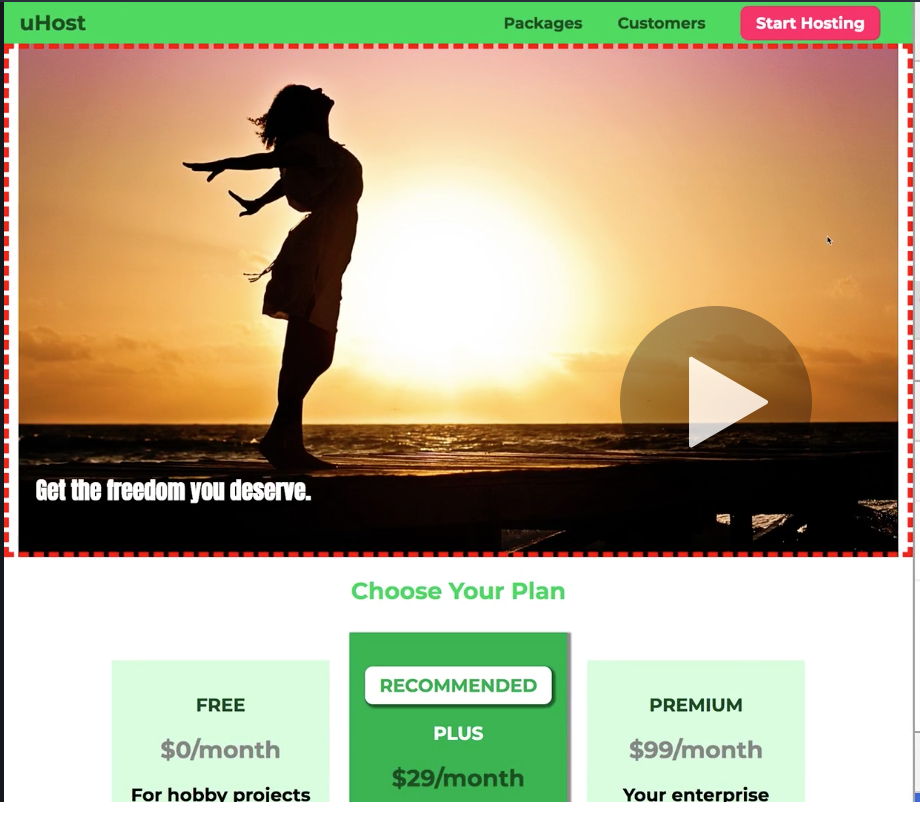 uHost
Packages Customers Start Hosting
Get the freedom you deserve.
Choose Your Plan
FREE
$0/month
For hobby projects
RECOMMENDED
PLUS
$29/month
PREMIUM
$99/month
Your enterprise